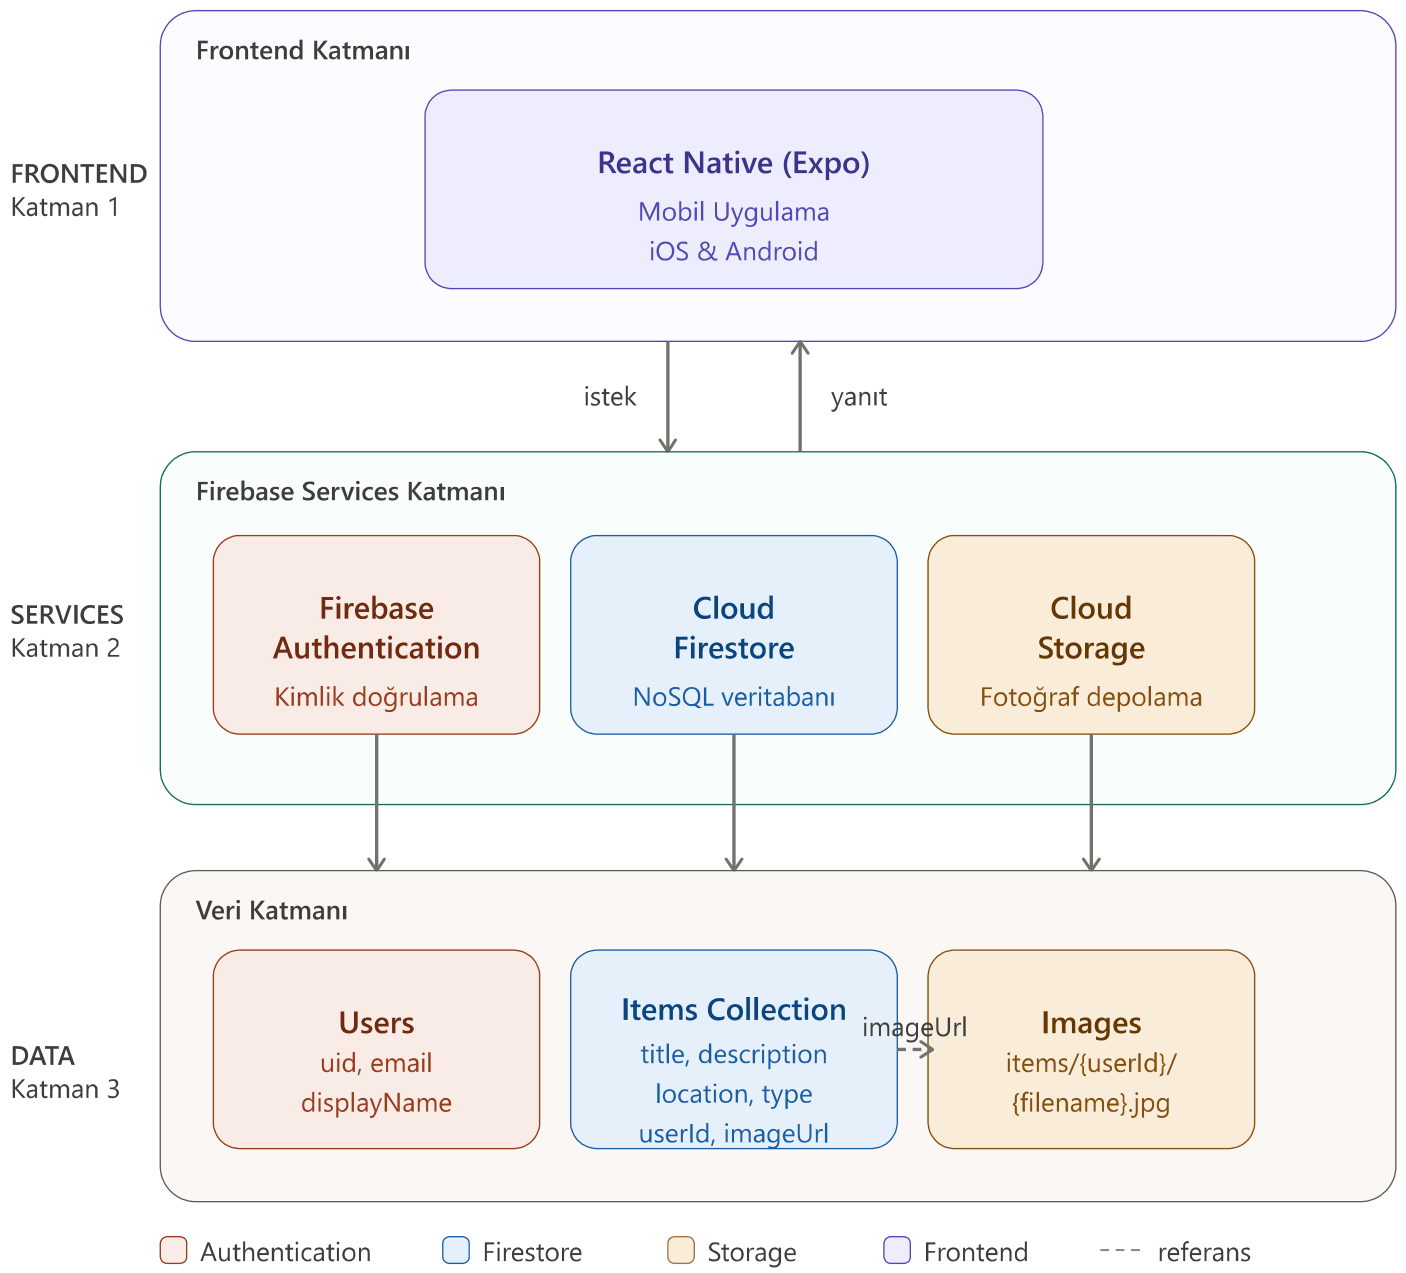 Frontend Katmanı
FRONTEND
Katman 1
React Native (Expo)
Mobil Uygulama
iOS & Android
istek
yanıt
Firebase Services Katmanı
SERVICES
Katman 2
Firebase
Authentication
Kimlik doğrulama
Cloud
Firestore
NoSQL veritabanı
Cloud
Storage
Fotoğraf depolama
Veri Katmanı
DATA
Katman 3
Users
uid, email
displayName
Items Collection
title, description
location, type
userId, imageUrl
imageUrl
Images
items/{userId}/
{filename}.jpg
Authentication
Firestore
Storage
Frontend
referans